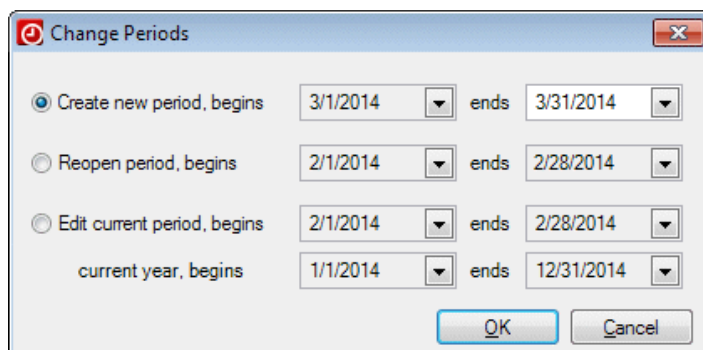 Change Periods
Create new period, begins 3/1/2014 ends 3/31/2014
Reopen period, begins 2/1/2014 ends 2/28/2014
Edit current period, begins 2/1/2014 ends 2/28/2014
current year, begins 1/1/2014 ends 12/31/2014
OK Cancel